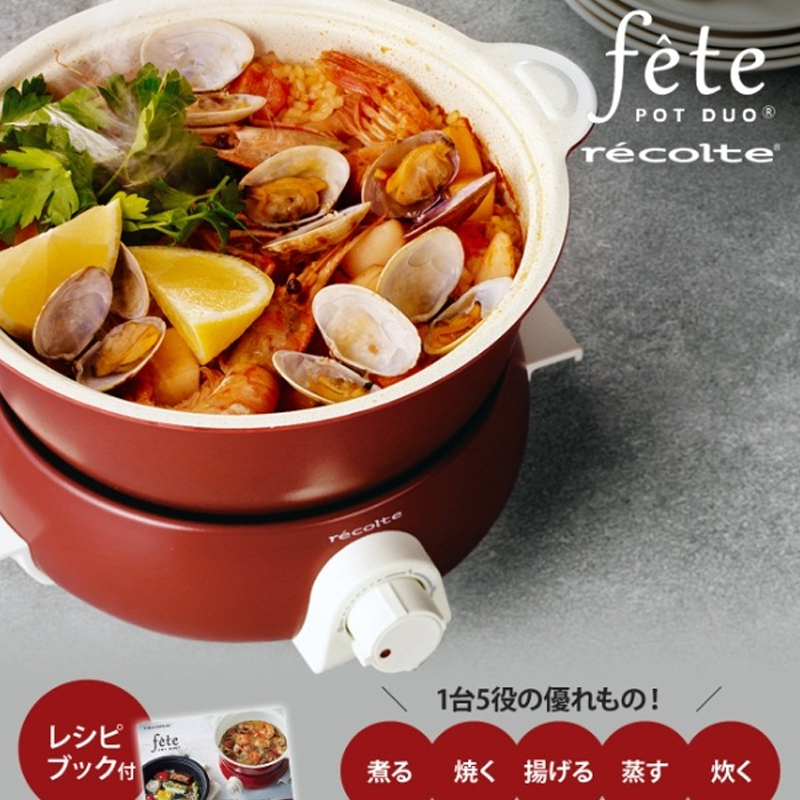 fête
POT DUO®
récolte®
récolte
1台5役の優れもの！
レシピ
ブック付
fête
煮る 焼く 揚げる 蒸す 炊く